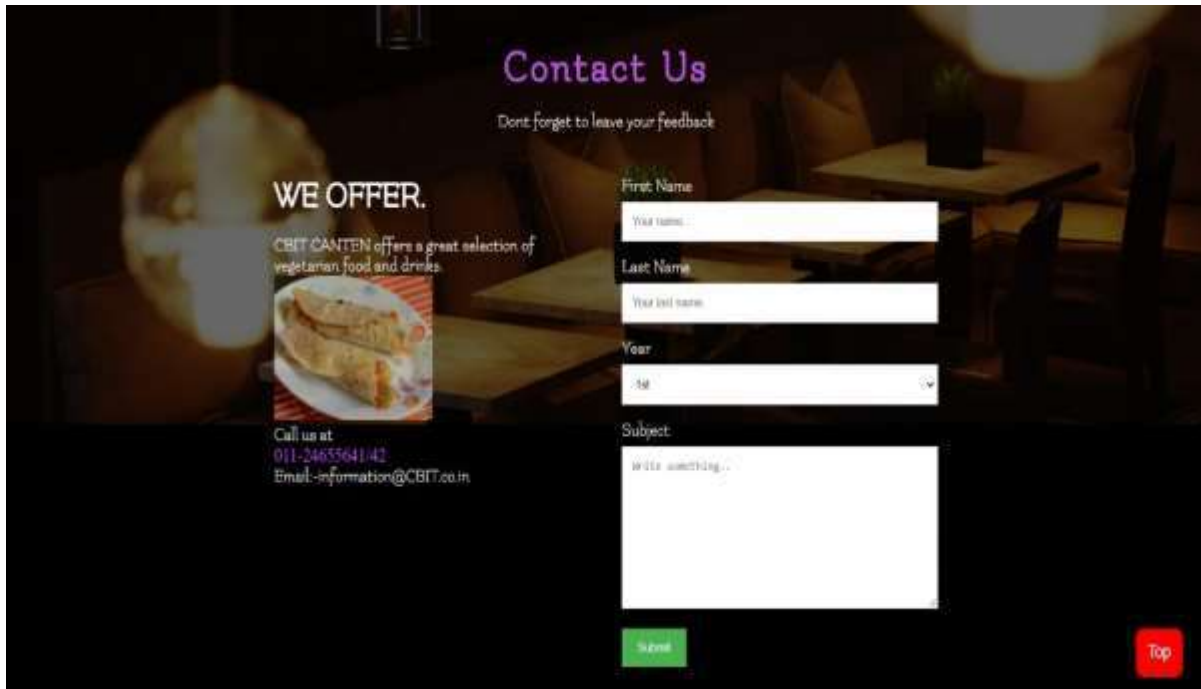 Contact Us
Dont forget to leave your feedback
WE OFFER.
CBIT CANTEN offers a great selection of
vegetarian food and drinks.
Call us at
011-24655641/42
Email:-information@CBIT.co.in
First Name
Your name..
Last Name
Your last name..
Year
1st
Subject
Write something..
Submit
Top